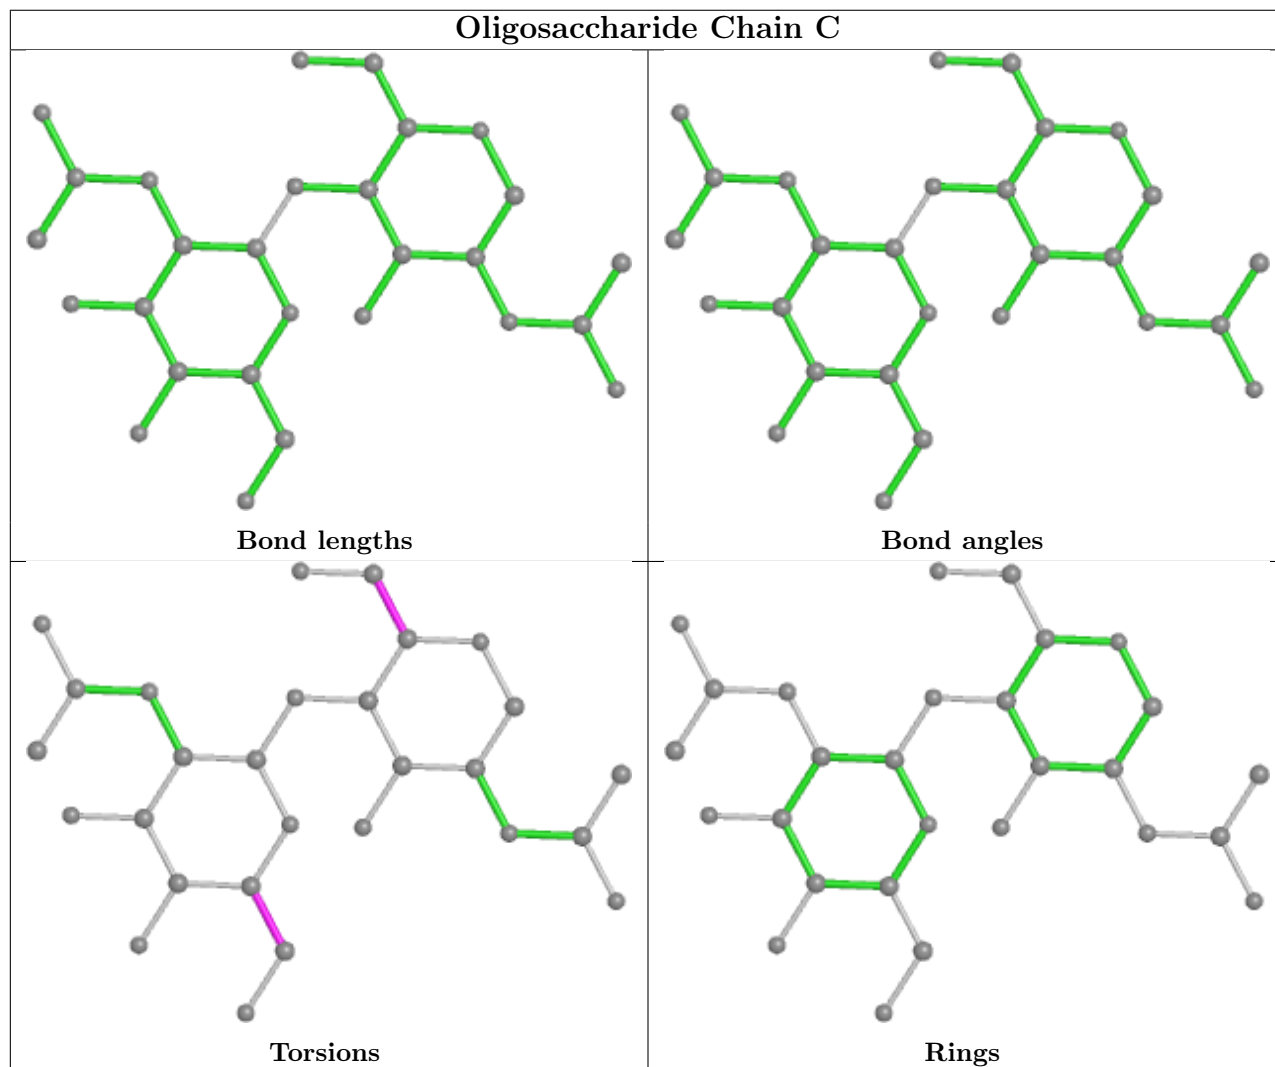 Oligosaccharide Chain C
Bond lengths
Bond angles
Torsions
Rings